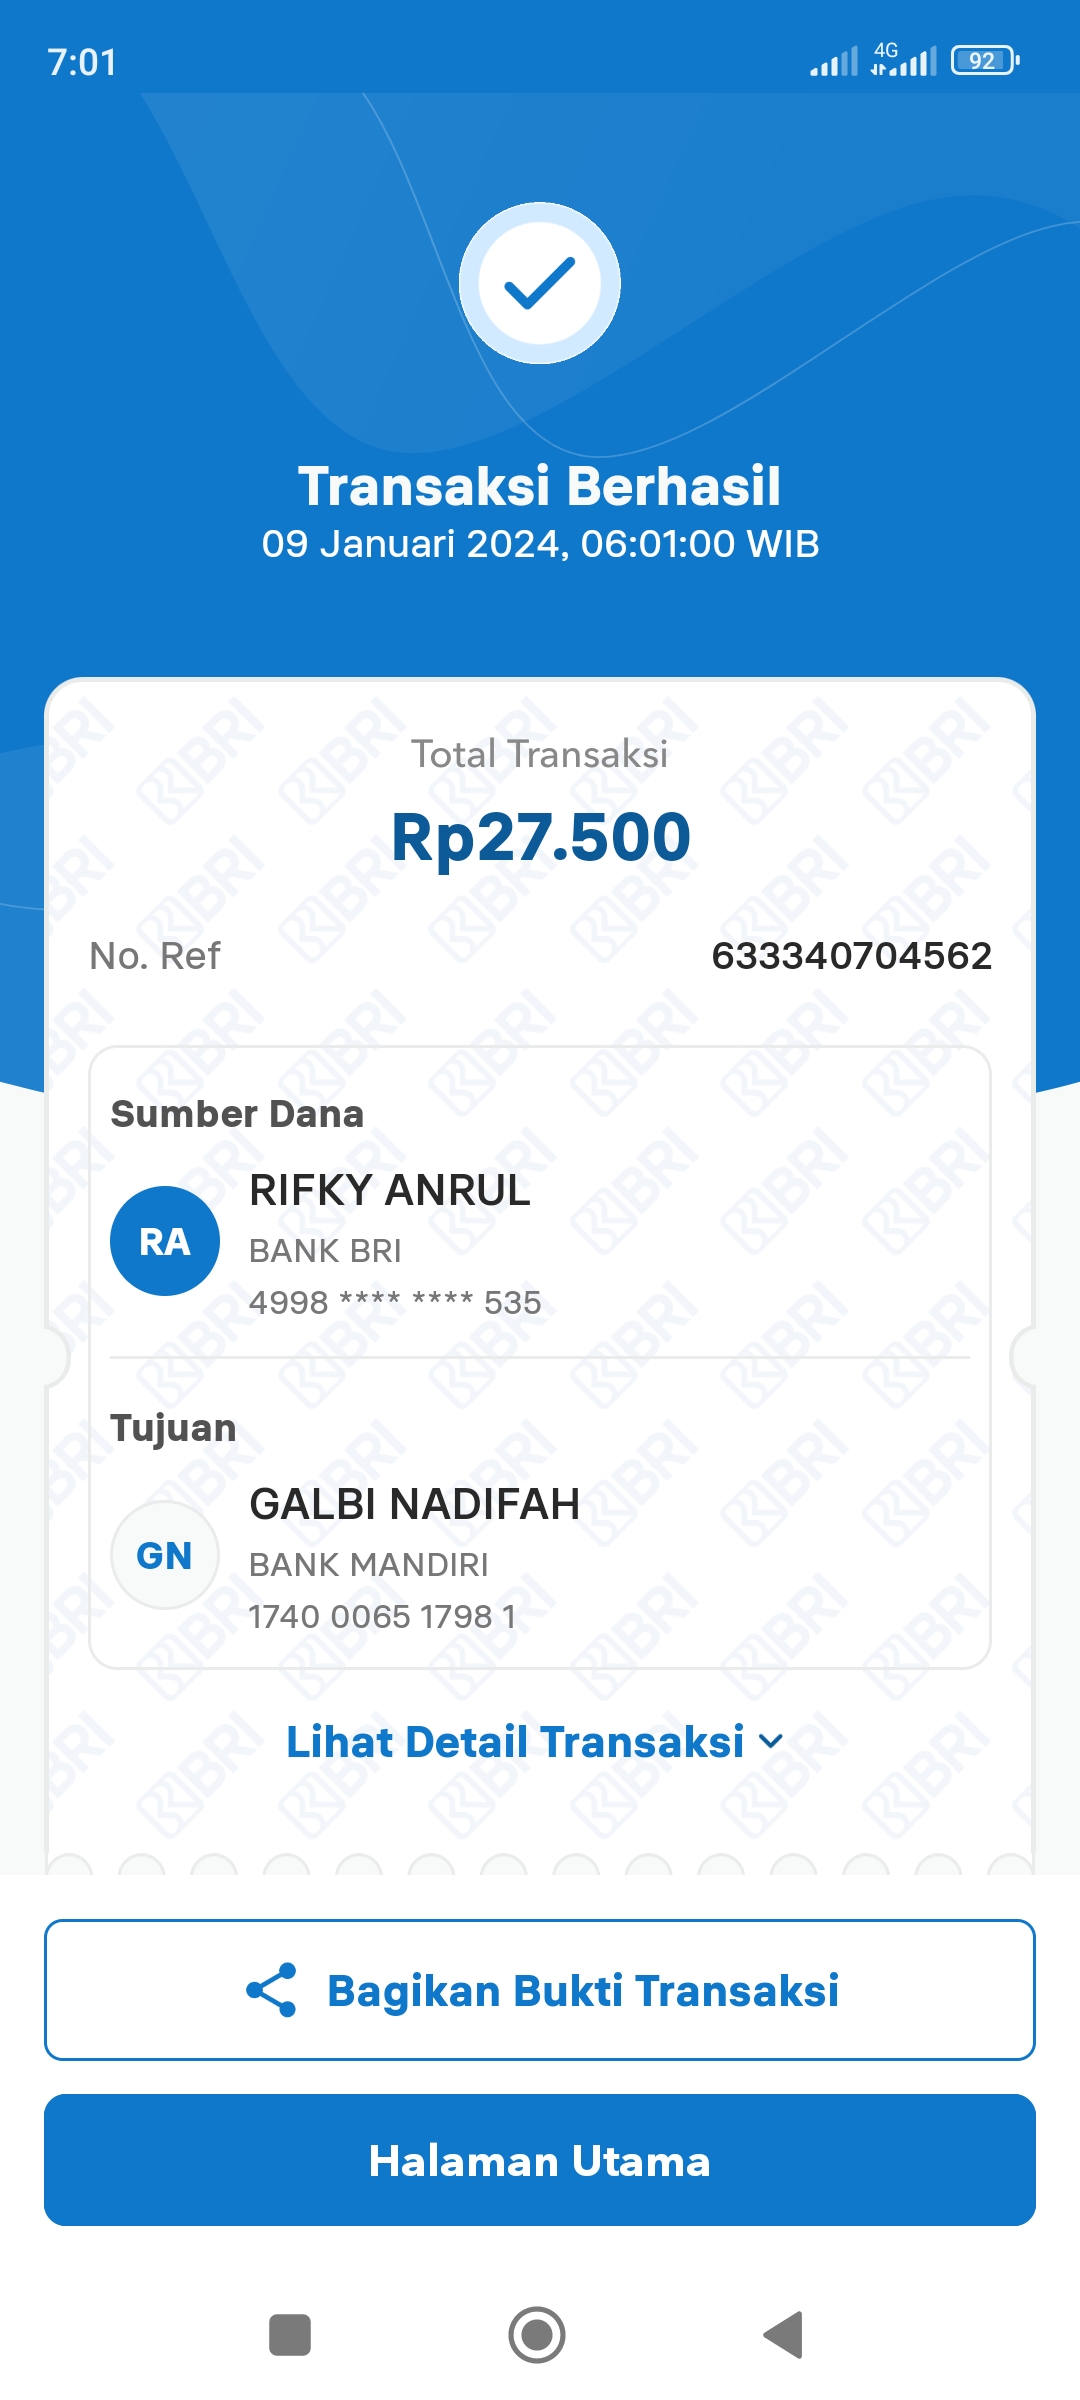 7:01
4G
92
Transaksi Berhasil
09 Januari 2024, 06:01:00 WIB
Total Transaksi
Rp27.500
No. Ref 633340704562
Sumber Dana
RA
RIFKY ANRUL
BANK BRI
4998 **** **** 535
Tujuan
GN
GALBI NADIFAH
BANK MANDIRI
1740 0065 1798 1
Lihat Detail Transaksi
Bagikan Bukti Transaksi
Halaman Utama